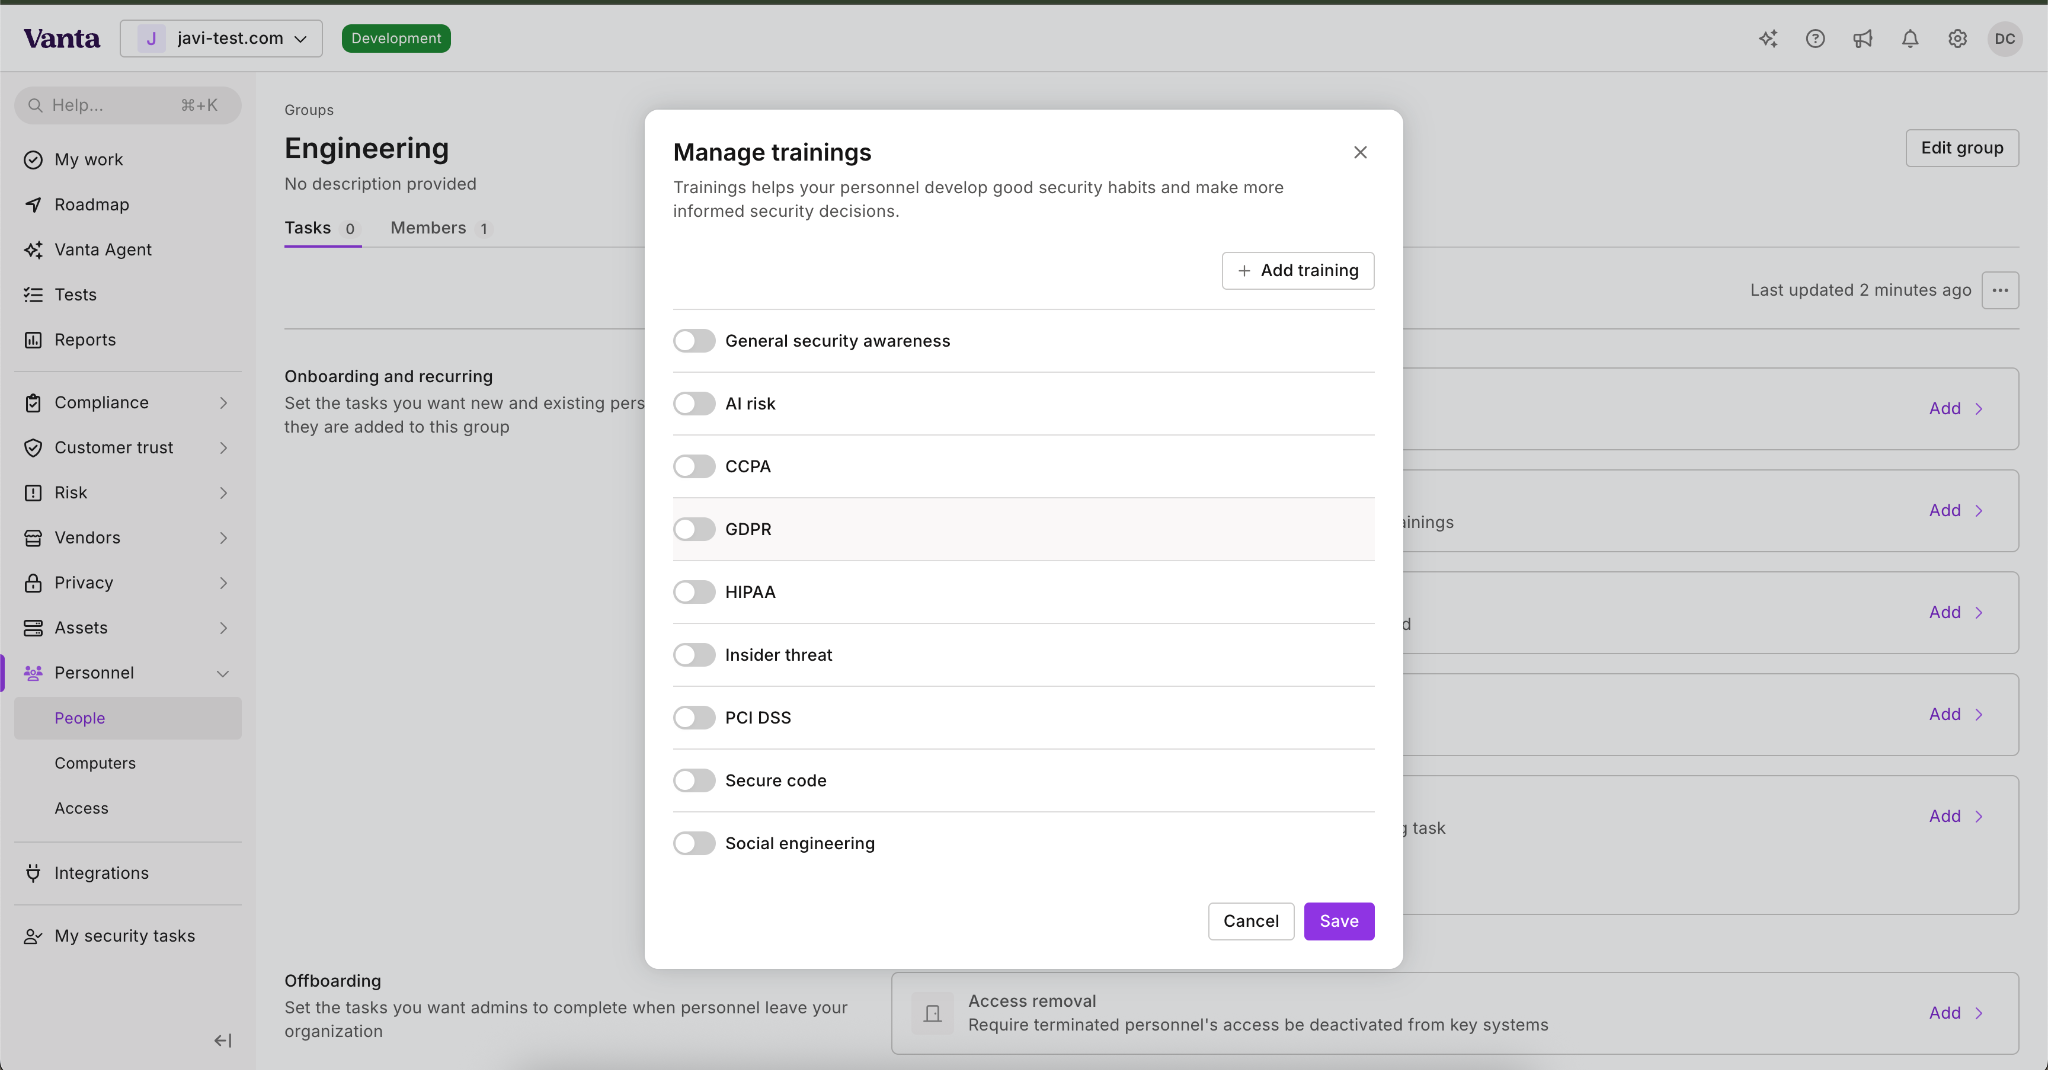 Vanta
J
javi-test.com
Development
DC
Help...
⌘+K
My work
Roadmap
Vanta Agent
Tests
Reports
Compliance
Customer trust
Risk
Vendors
Privacy
Assets
Personnel
People
Computers
Access
Integrations
My security tasks
Groups
Engineering
No description provided
Edit group
Tasks 0
Members 1
Last updated 2 minutes ago
Onboarding and recurring
Set the tasks you want new and existing pers
they are added to this group
Add
ainings
Add
d
Add
Add
g task
Add
Manage trainings
Trainings helps your personnel develop good security habits and make more
informed security decisions.
Add training
General security awareness
AI risk
CCPA
GDPR
HIPAA
Insider threat
PCI DSS
Secure code
Social engineering
Cancel
Save
Offboarding
Set the tasks you want admins to complete when personnel leave your
organization
Access removal
Require terminated personnel's access be deactivated from key systems
Add